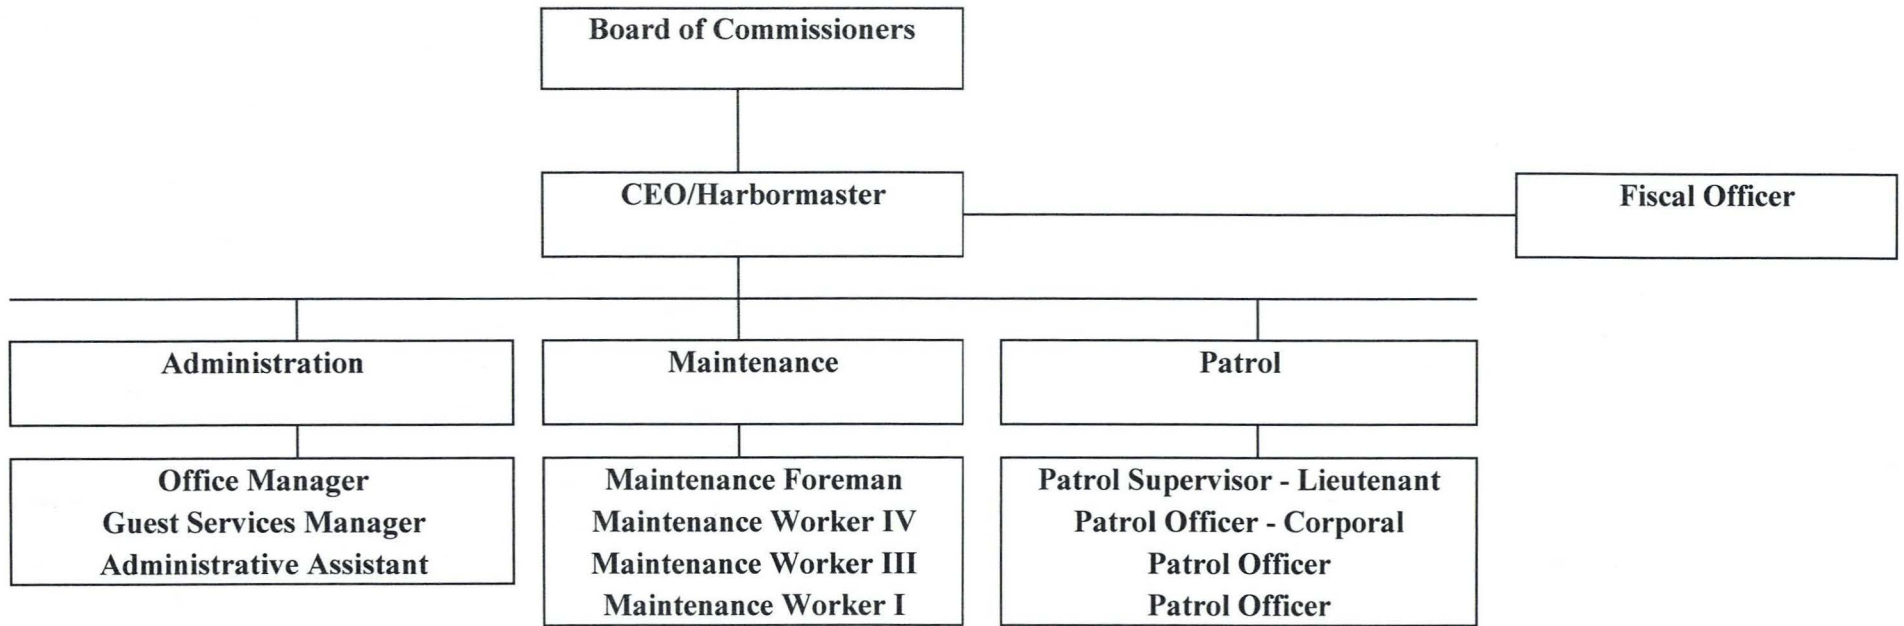 Board of Commissioners
CEO/Harbormaster
Fiscal Officer
Administration
Maintenance
Patrol
Office Manager
Guest Services Manager
Administrative Assistant
Maintenance Foreman
Maintenance Worker IV
Maintenance Worker III
Maintenance Worker I
Patrol Supervisor - Lieutenant
Patrol Officer - Corporal
Patrol Officer
Patrol Officer